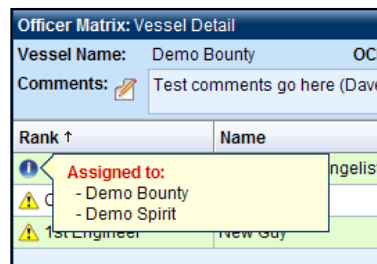 Officer Matrix: Vessel Detail
Vessel Name: Demo Bounty OC
Comments: Test comments go here (Dave
Rank ↑ Name
Assigned to:
- Demo Bounty
- Demo Spirit
1st Engineer New Guy